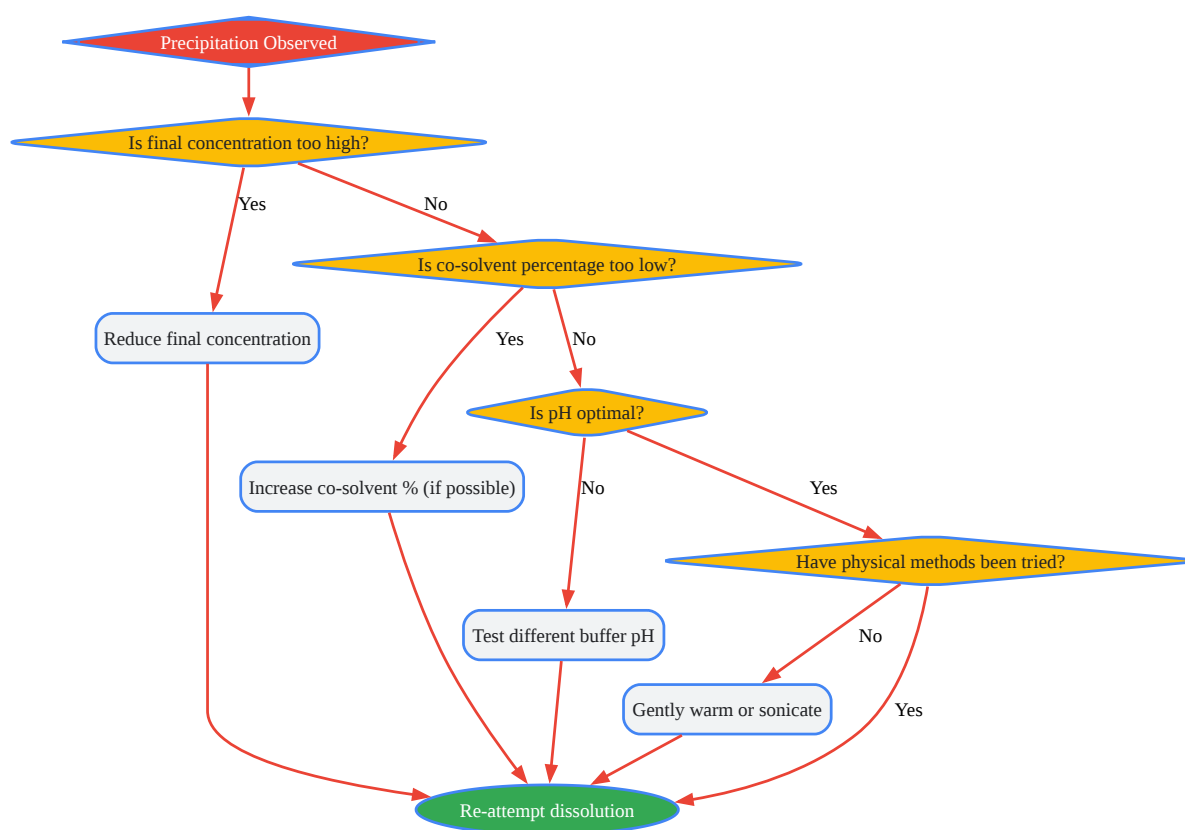 Precipitation Observed
Is final concentration too high?
Yes
No
Is co-solvent percentage too low?
Reduce final concentration
Yes
No
Is pH optimal?
Increase co-solvent % (if possible)
No
Yes
Have physical methods been tried?
Test different buffer pH
No
Gently warm or sonicate
Yes
Re-attempt dissolution